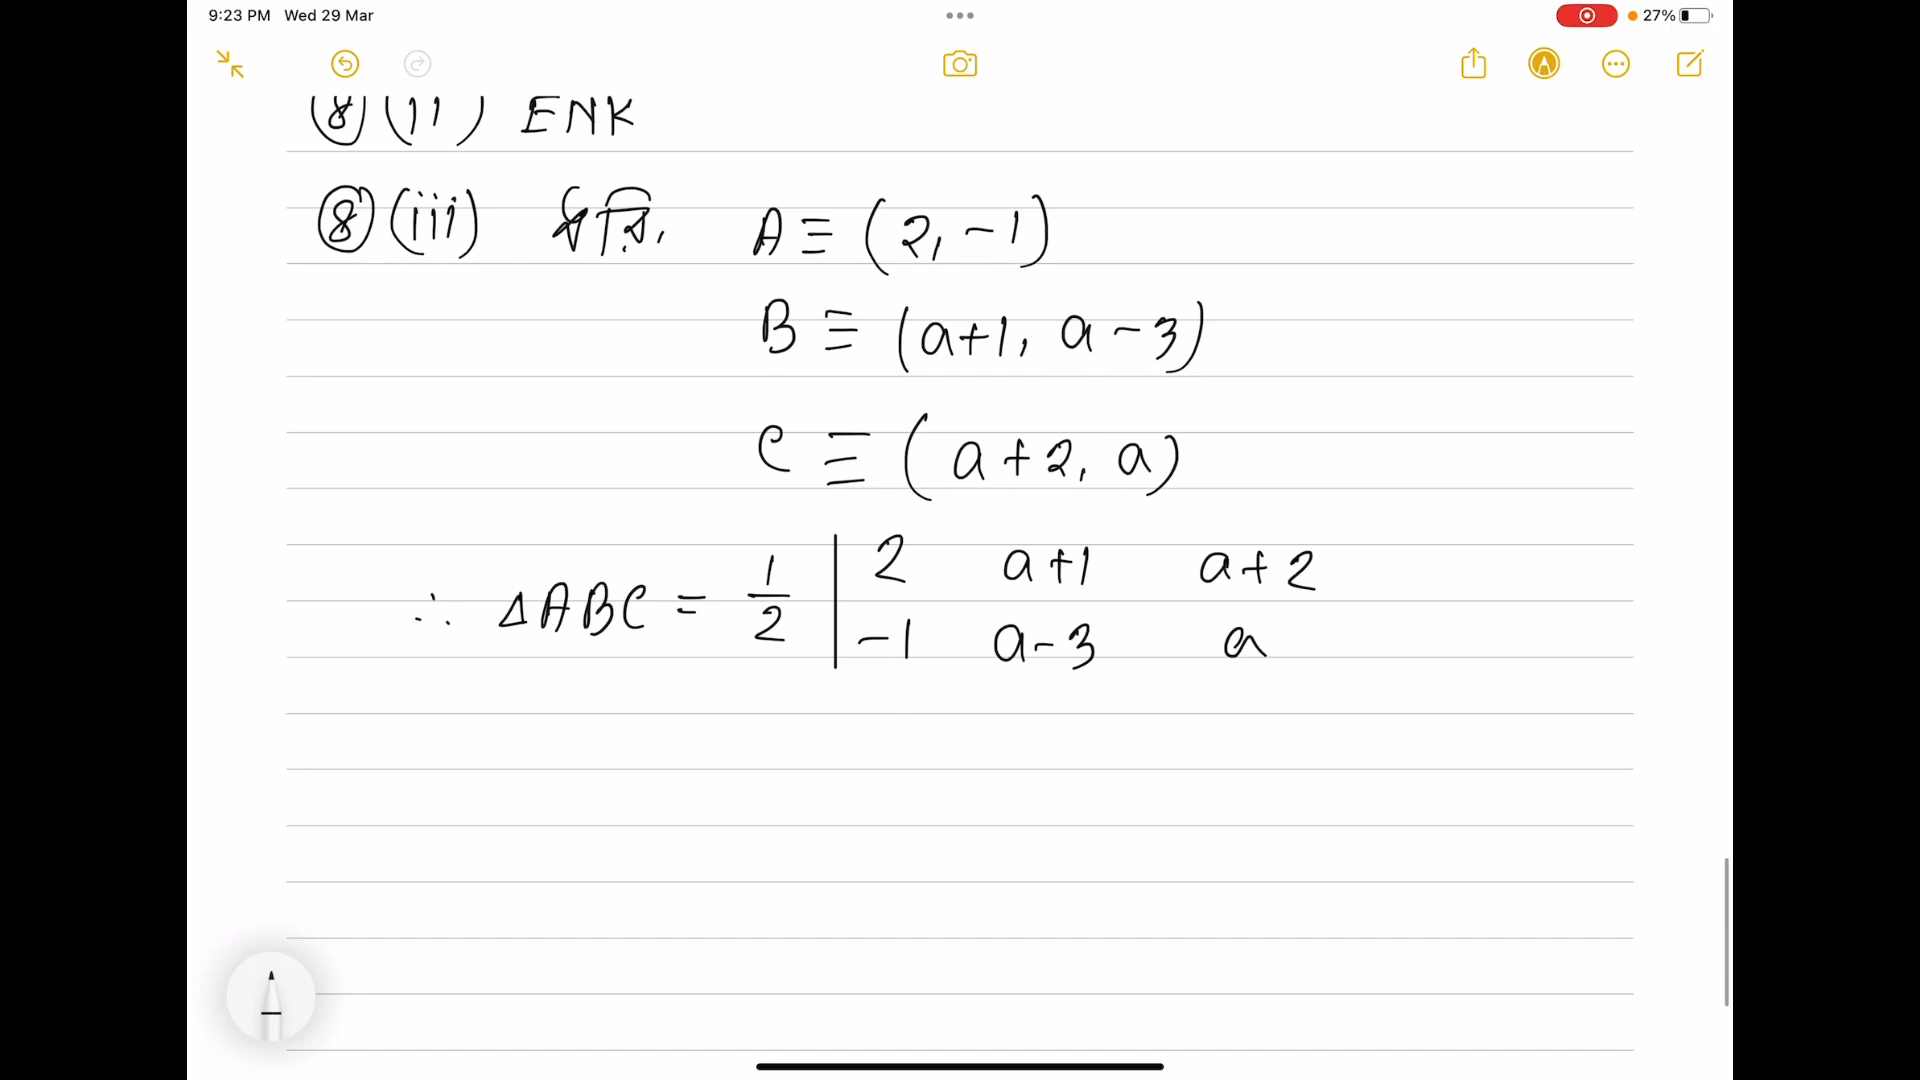 9:23 PM Wed 29 Mar
27%
(8) (ii) ENK
(8) (iii) ধরি, A ≡ (2, -1)
B ≡ (a+1, a-3)
C ≡ (a+2, a)
∴ ΔABC = 1/2 | 2 a+1 a+2
-1 a-3 a